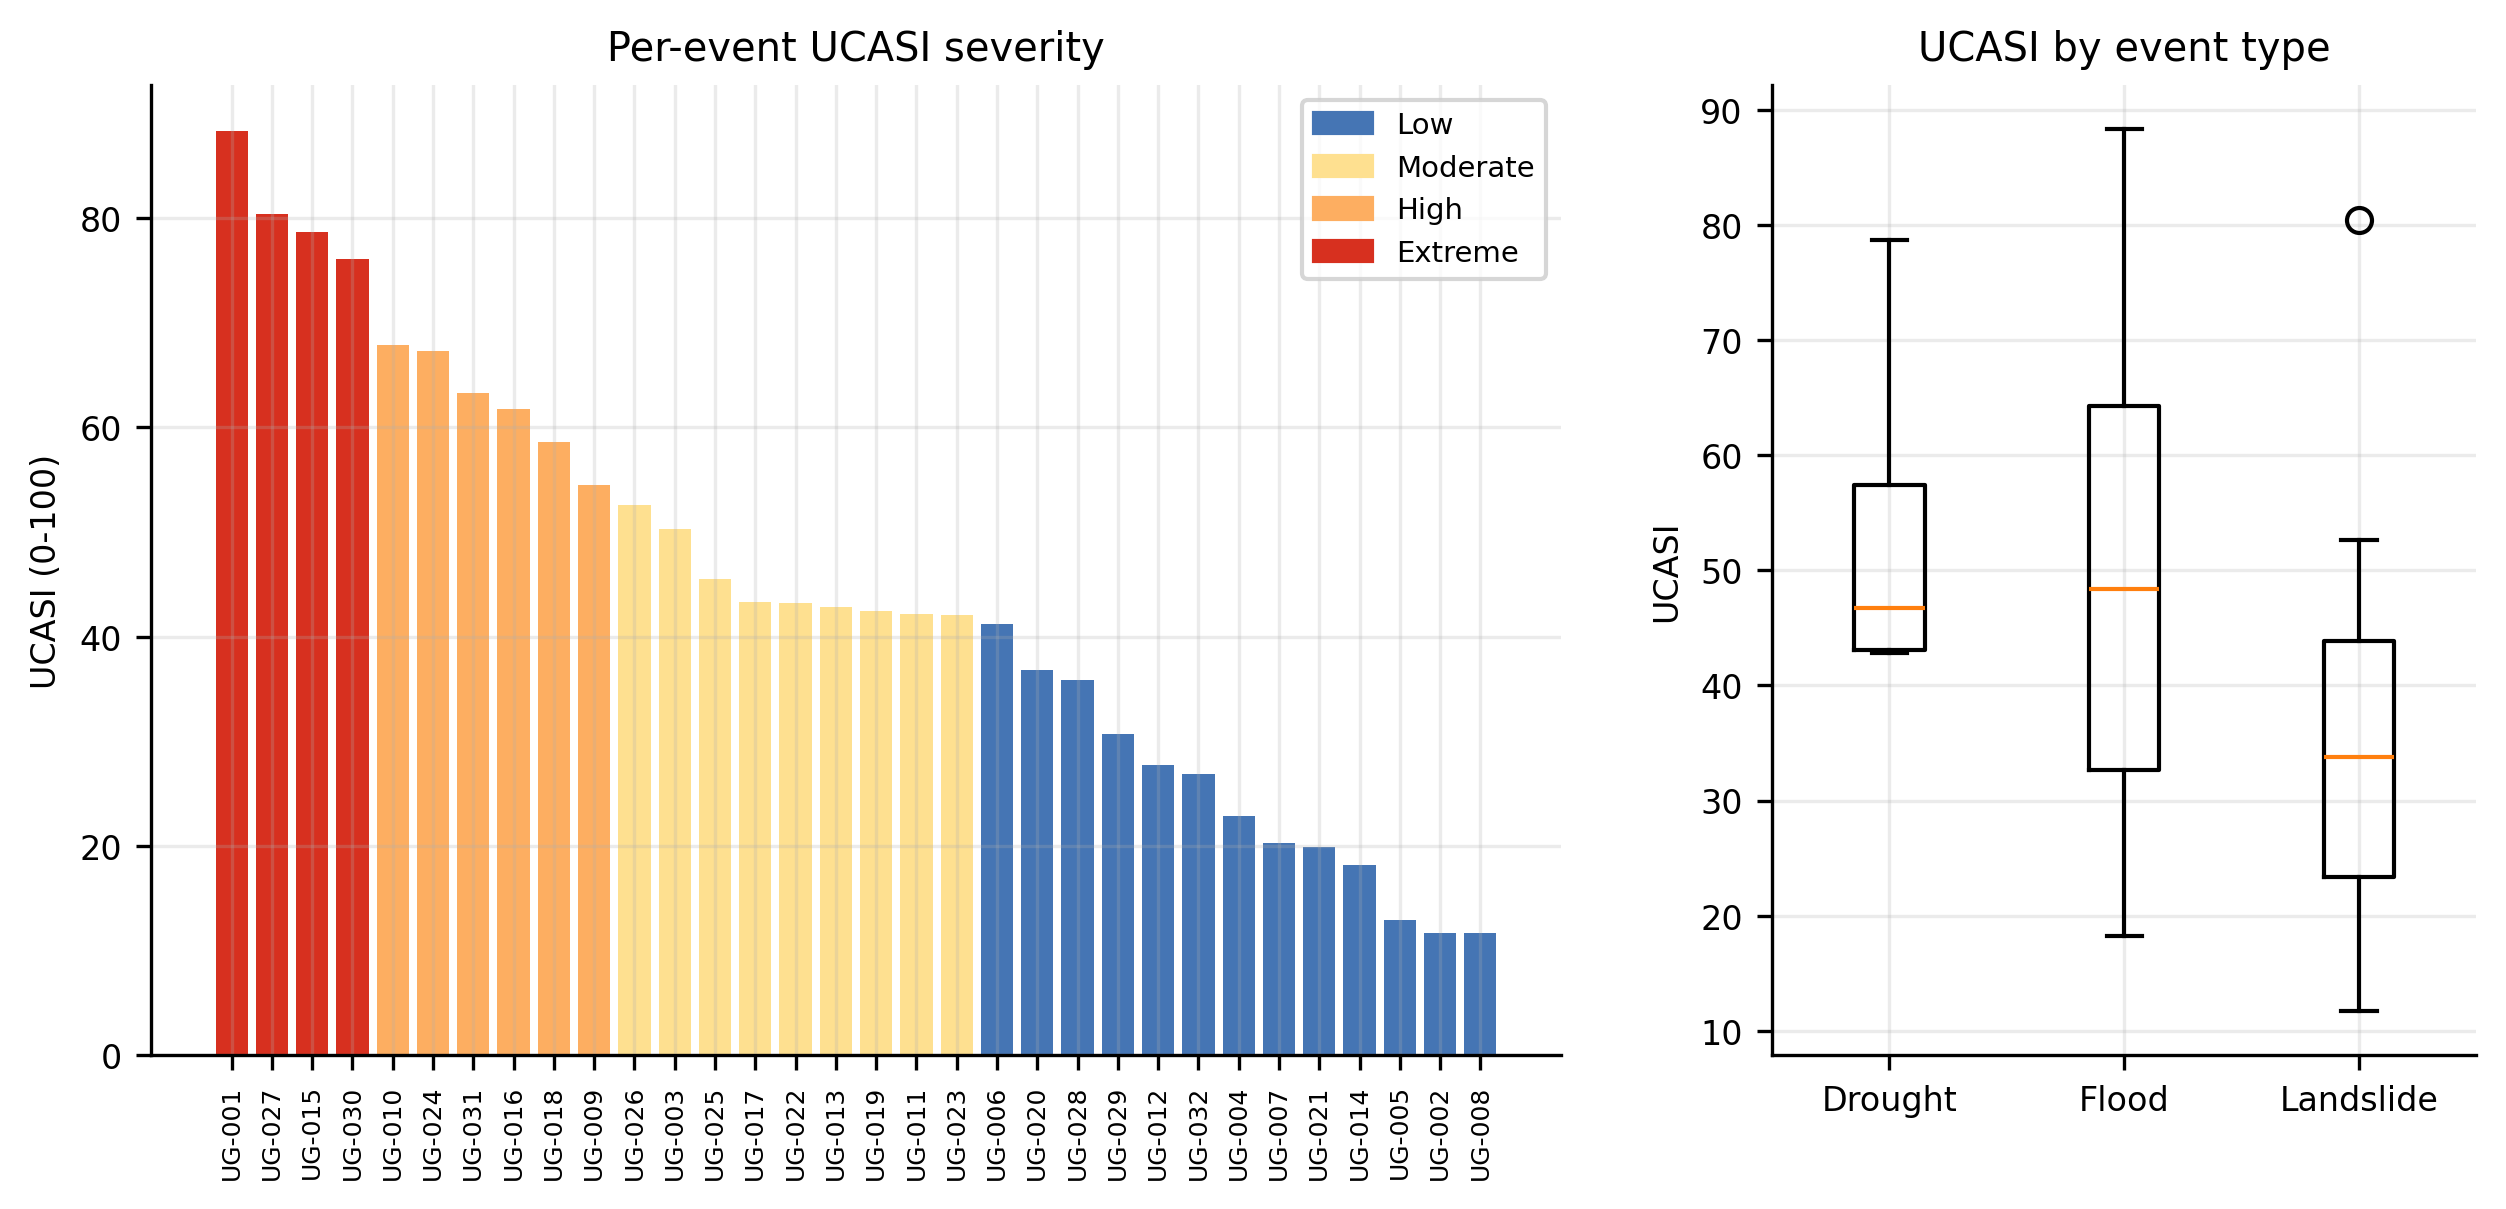 Per-event UCASI severity
UCASI (0-100)
80
60
40
20
0
Low
Moderate
High
Extreme
UG-001
UG-027
UG-015
UG-030
UG-010
UG-024
UG-031
UG-016
UG-018
UG-009
UG-026
UG-003
UG-025
UG-017
UG-022
UG-013
UG-019
UG-011
UG-023
UG-006
UG-020
UG-028
UG-029
UG-012
UG-032
UG-004
UG-007
UG-021
UG-014
UG-005
UG-002
UG-008
UCASI by event type
UCASI
90
80
70
60
50
40
30
20
10
Drought
Flood
Landslide